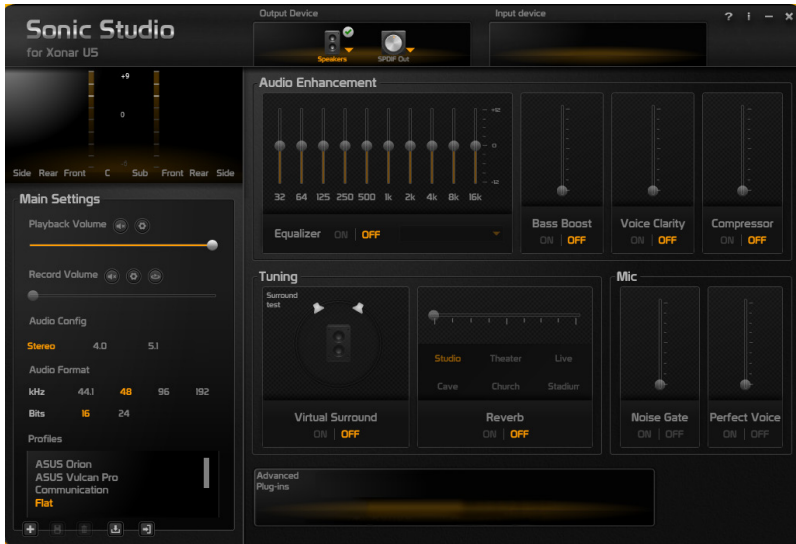 Sonic Studio
for Xonar U5
Output Device
Speakers
SPDIF Out
Input device
? i – ×
+9
0
-6
Side Rear Front C Sub Front Rear Side
Main Settings
Playback Volume
Record Volume
Audio Config
Stereo 4.0 5.1
Audio Format
kHz 44.1 48 96 192
Bits 16 24
Profiles
ASUS Orion
ASUS Vulcan Pro
Communication
Flat
Audio Enhancement
+12
0
-12
32 64 125 250 500 1k 2k 4k 8k 16k
Equalizer ON | OFF
Bass Boost
ON | OFF
Voice Clarity
ON | OFF
Compressor
ON | OFF
Tuning
Surround
test
Virtual Surround
ON | OFF
Studio Theater Live
Cave Church Stadium
Reverb
ON | OFF
Mic
Noise Gate
ON | OFF
Perfect Voice
ON | OFF
Advanced
Plug-ins